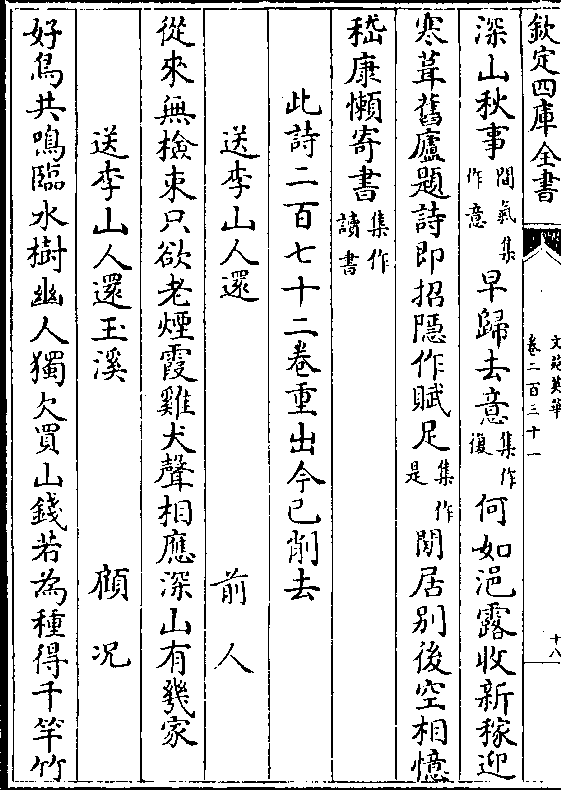 欽定四庫全書
文苑英華
卷二百三十一
十八
深山秋事間氣集作意早歸去意集作復何如浥露收新稼迎
寒葺舊廬題詩即招隱作賦足集作是閒居别後空相憶
嵇康懶寄書集作讀書
此詩二百七十二卷重出今已削去
送李山人還 前人
從來無檢束只欲老煙霞雞犬聲相應深山有幾家
送李山人還玉溪 顧況
好鳥共鳴臨水樹幽人獨欠買山錢若為種得千竿竹